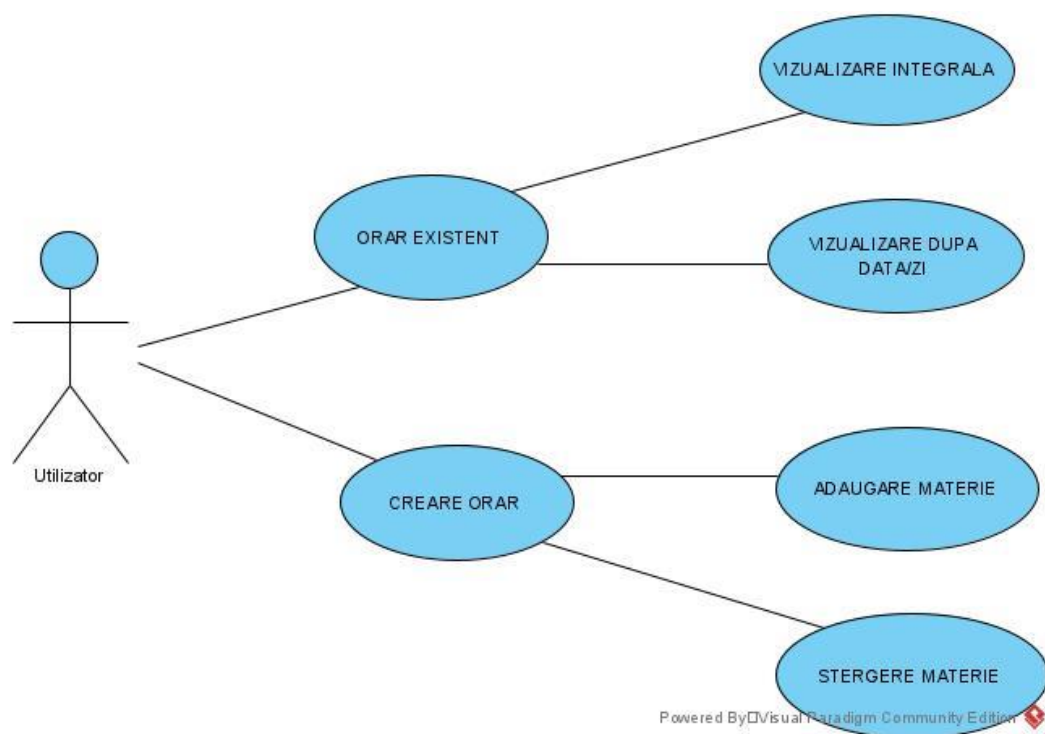 VIZUALIZARE INTEGRALA
ORAR EXISTENT
VIZUALIZARE DUPA
DATA/ZI
Utilizator
CREARE ORAR
ADAUGARE MATERIE
STERGERE MATERIE
Powered By Visual Paradigm Community Edition